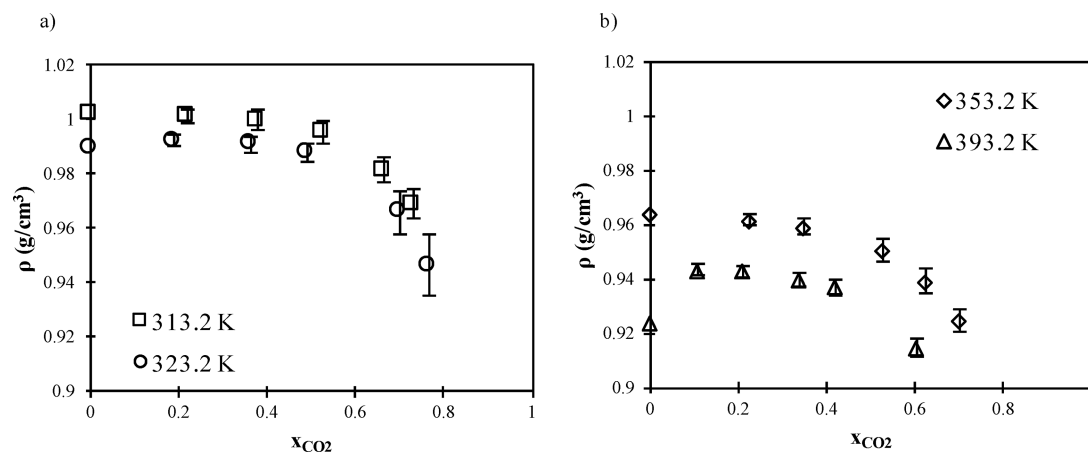 a)
1.02
1
0.98
0.96
0.94
0.92
0.9
ρ (g/cm³)
313.2 K
323.2 K
0 0.2 0.4 0.6 0.8 1
xCO2
b)
1.02
1
0.98
0.96
0.94
0.92
0.9
ρ (g/cm³)
353.2 K
393.2 K
0 0.2 0.4 0.6 0.8
xCO2